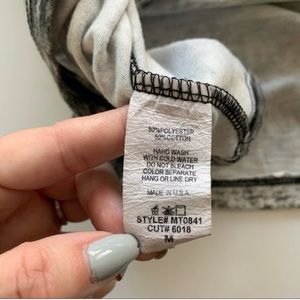 50%POLYESTER
50%COTTON
HAND WASH
WITH COLD WATER
DO NOT BLEACH
COLOR SEPARATE
HANG OR LINE DRY
MADE IN U.S.A.
STYLE# MT0841
CUT# 6018
M